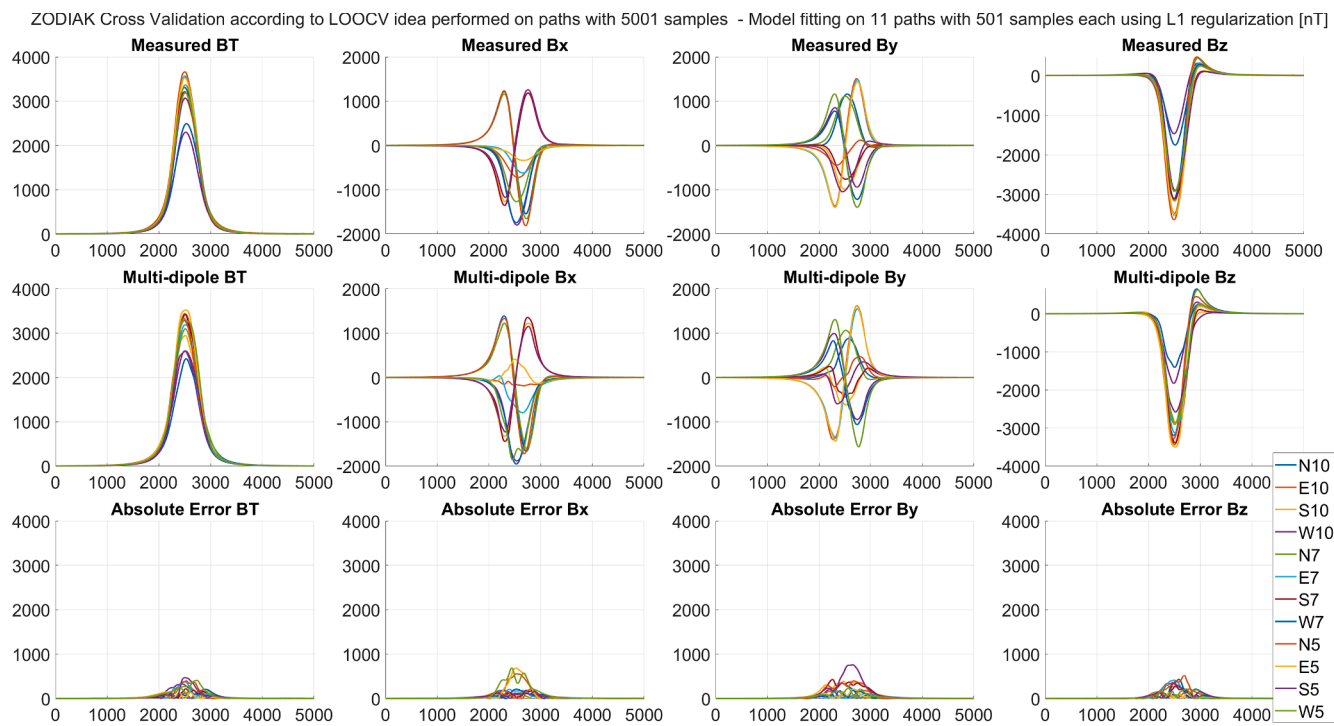 ZODIAK Cross Validation according to LOOCV idea performed on paths with 5001 samples - Model fitting on 11 paths with 501 samples each using L1 regularization [nT]
Measured BT
Measured Bx
Measured By
Measured Bz
4000
3000
2000
1000
0
2000
1000
0
-1000
-2000
2000
1000
0
-1000
-2000
0
-1000
-2000
-3000
-4000
0 1000 2000 3000 4000 5000
0 1000 2000 3000 4000 5000
0 1000 2000 3000 4000 5000
0 1000 2000 3000 4000 5000
Multi-dipole BT
Multi-dipole Bx
Multi-dipole By
Multi-dipole Bz
4000
3000
2000
1000
0
2000
1000
0
-1000
-2000
2000
1000
0
-1000
-2000
0
-1000
-2000
-3000
-4000
0 1000 2000 3000 4000 5000
0 1000 2000 3000 4000 5000
0 1000 2000 3000 4000 5000
0 1000 2000 3000 4000 5000
Absolute Error BT
Absolute Error Bx
Absolute Error By
Absolute Error Bz
4000
3000
2000
1000
0
4000
3000
2000
1000
0
4000
3000
2000
1000
0
4000
3000
2000
1000
0
0 1000 2000 3000 4000 5000
0 1000 2000 3000 4000 5000
0 1000 2000 3000 4000 5000
0 1000 2000 3000 4000
N10
E10
S10
W10
N7
E7
S7
W7
N5
E5
S5
W5